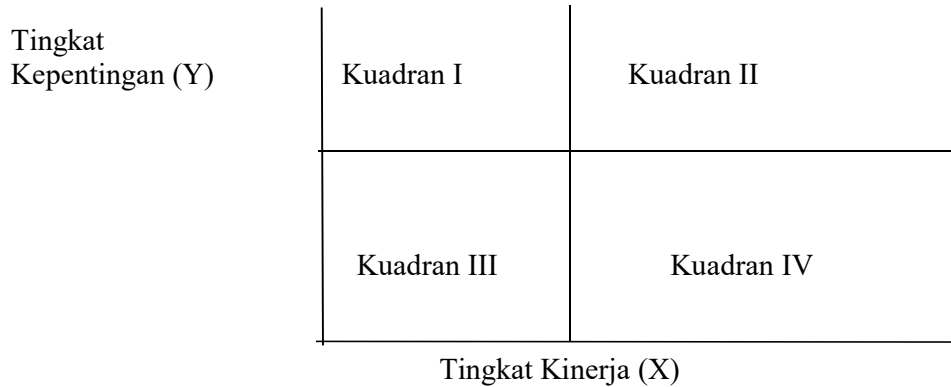 Tingkat
Kepentingan (Y)
Kuadran I
Kuadran II
Kuadran III
Kuadran IV
Tingkat Kinerja (X)